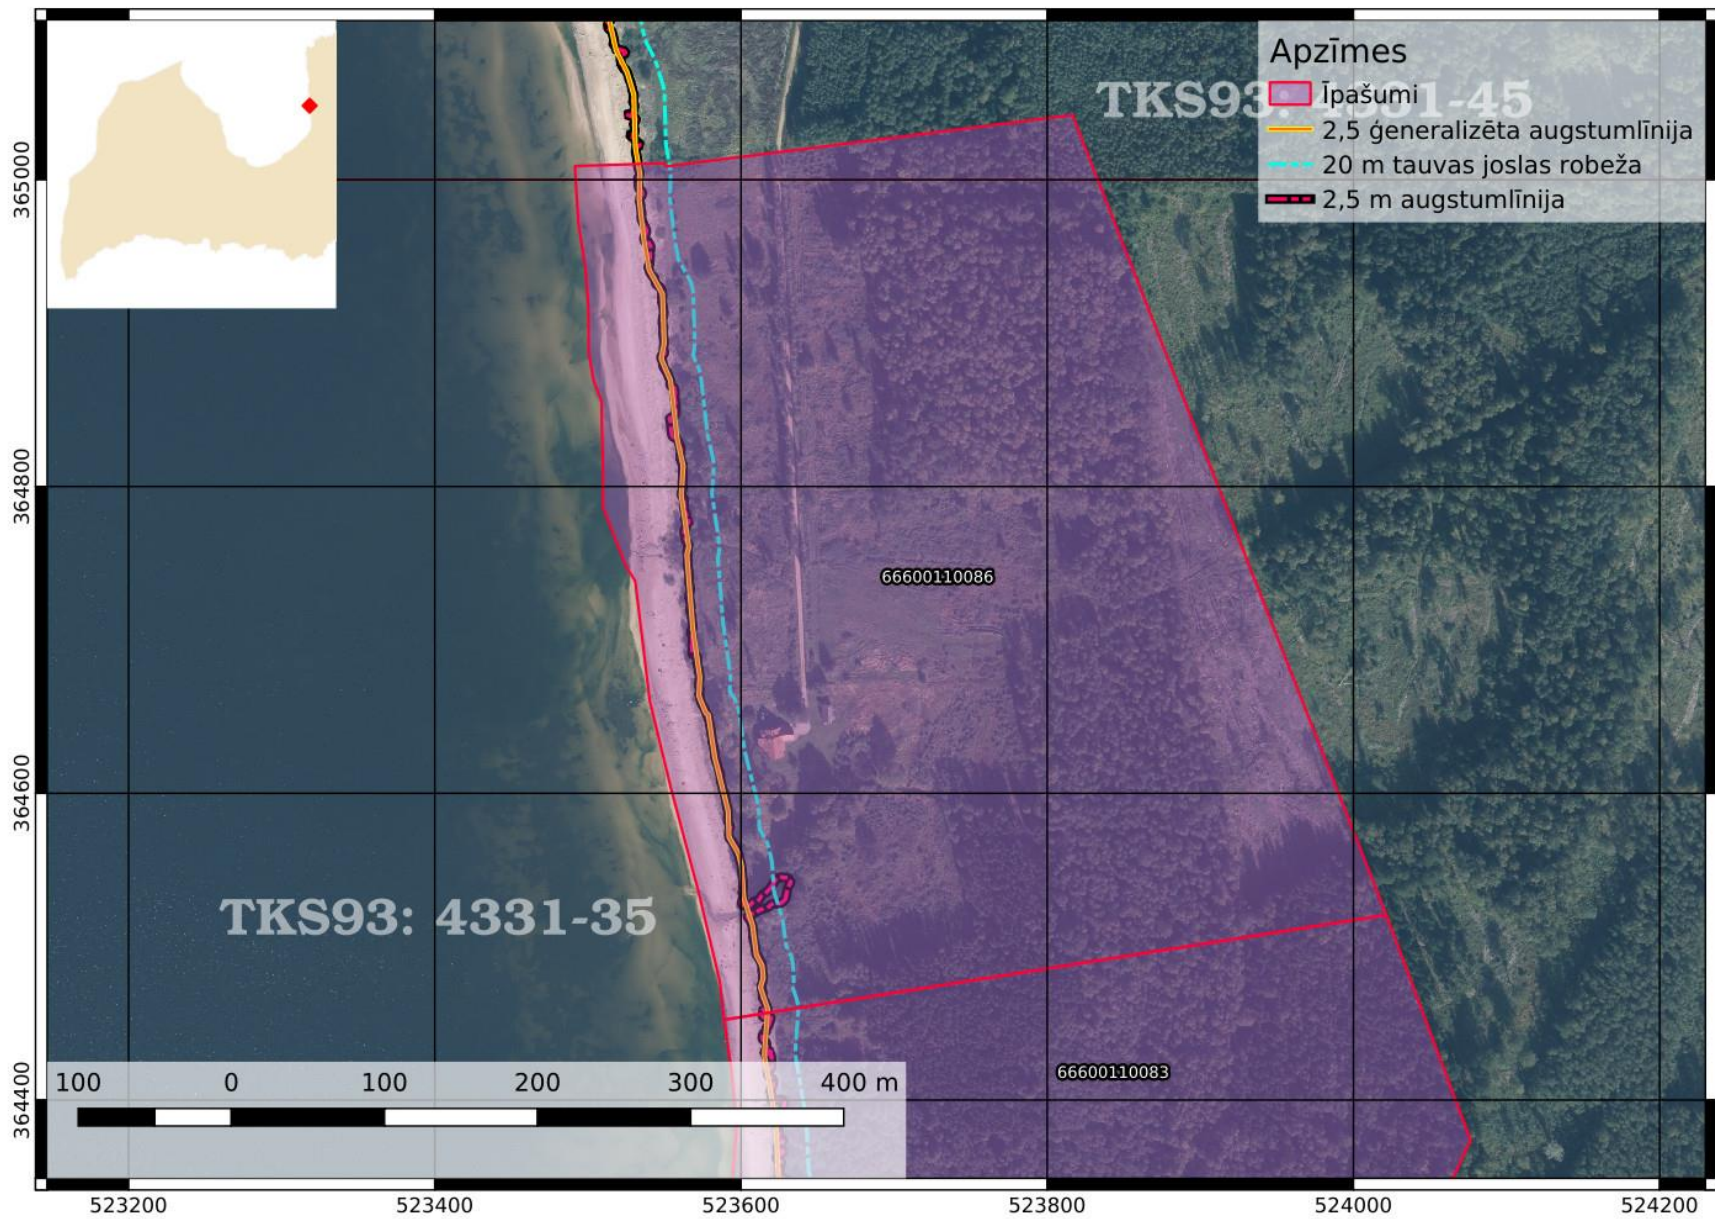 Apzīmes
Īpašumi
2,5 ģeneralizēta augstumlīnija
20 m tauvas joslas robeža
2,5 m augstumlīnija
TKS93: 4331-45
365000
364800
66600110086
364600
TKS93: 4331-35
66600110083
364400
100 0 100 200 300 400 m
523200 523400 523600 523800 524000 524200